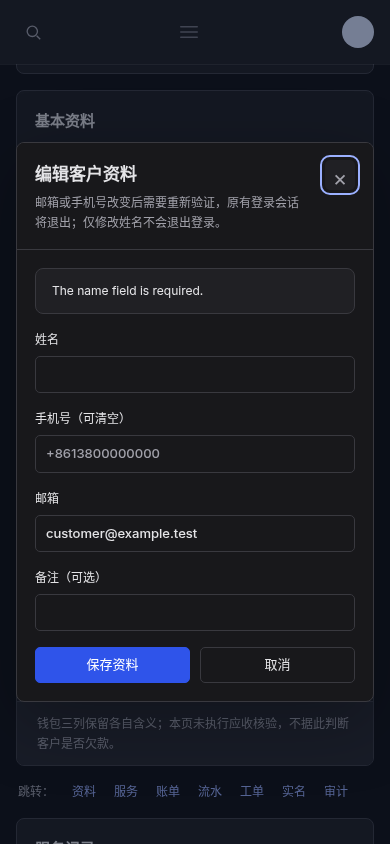 基本资料
编辑客户资料
邮箱或手机号改变后需要重新验证，原有登录会话
将退出；仅修改姓名不会退出登录。
The name field is required.
姓名
手机号（可清空）
+8613800000000
邮箱
customer@example.test
备注（可选）
保存资料
取消
钱包三列保留各自含义；本页未执行应收核验，不据此判断
客户是否欠款。
跳转： 资料 服务 账单 流水 工单 实名 审计